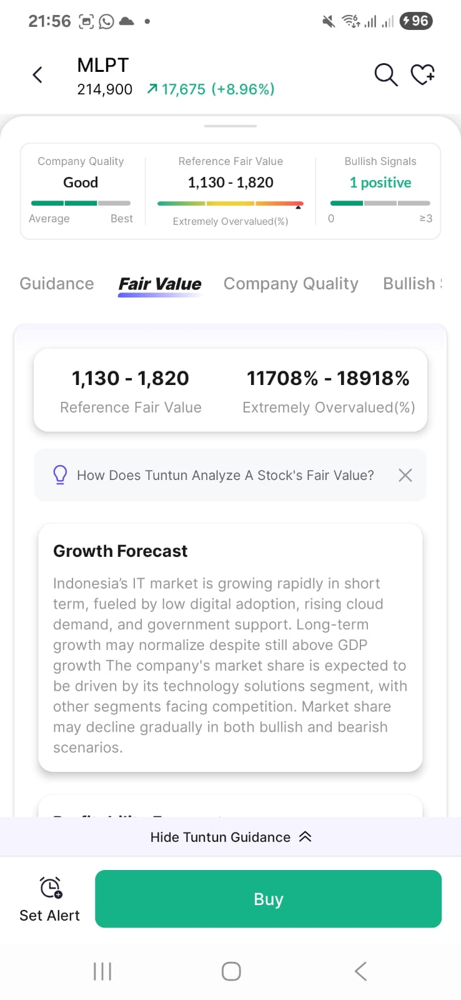 21:56
96
MLPT
214,900 17,675 (+8.96%)
Company Quality
Good
Average Best
Reference Fair Value
1,130 - 1,820
Extremely Overvalued(%)
Bullish Signals
1 positive
0 ≥3
Guidance Fair Value Company Quality Bullish
1,130 - 1,820
Reference Fair Value
11708% - 18918%
Extremely Overvalued(%)
How Does Tuntun Analyze A Stock's Fair Value?
Growth Forecast
Indonesia’s IT market is growing rapidly in short
term, fueled by low digital adoption, rising cloud
demand, and government support. Long-term
growth may normalize despite still above GDP
growth The company's market share is expected to
be driven by its technology solutions segment, with
other segments facing competition. Market share
may decline gradually in both bullish and bearish
scenarios.
Hide Tuntun Guidance
Set Alert
Buy